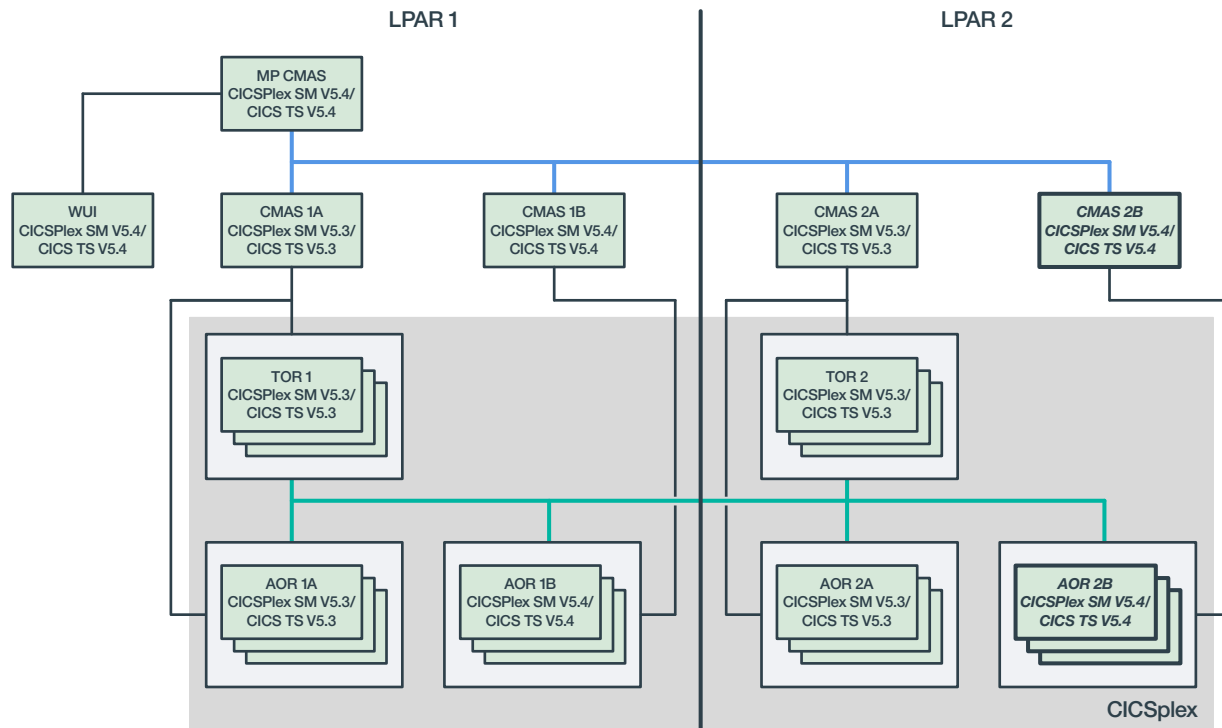 LPAR 1
LPAR 2
MP CMAS
CICSPlex SM V5.4/
CICS TS V5.4
WUI
CICSPlex SM V5.4/
CICS TS V5.4
CMAS 1A
CICSPlex SM V5.3/
CICS TS V5.3
CMAS 1B
CICSPlex SM V5.4/
CICS TS V5.4
CMAS 2A
CICSPlex SM V5.3/
CICS TS V5.3
CMAS 2B
CICSPlex SM V5.4/
CICS TS V5.4
TOR 1
CICSPlex SM V5.3/
CICS TS V5.3
TOR 2
CICSPlex SM V5.3/
CICS TS V5.3
AOR 1A
CICSPlex SM V5.3/
CICS TS V5.3
AOR 1B
CICSPlex SM V5.4/
CICS TS V5.4
AOR 2A
CICSPlex SM V5.3/
CICS TS V5.3
AOR 2B
CICSPlex SM V5.4/
CICS TS V5.4
CICSplex